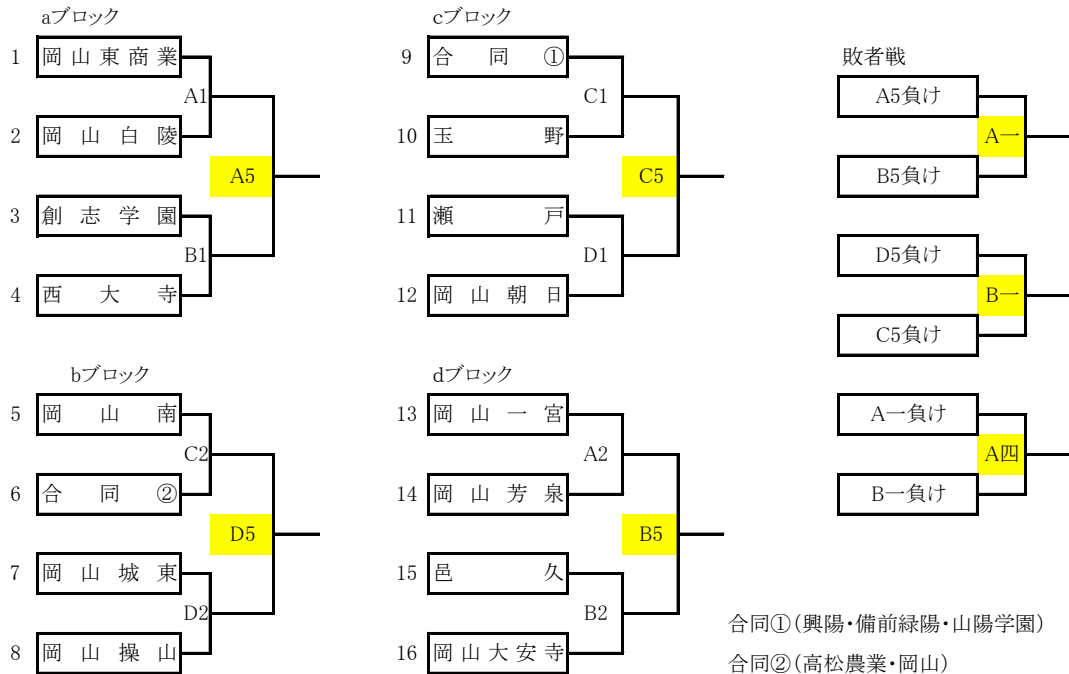 aブロック
1 岡山東商業
A1
2 岡山白陵
A5
3 創志学園
B1
4 西大寺
bブロック
5 岡山南
C2
6 合同②
D5
7 岡山城東
D2
8 岡山操山
cブロック
9 合同①
C1
10 玉野
C5
11 瀬戸
D1
12 岡山朝日
dブロック
13 岡山一宮
A2
14 岡山芳泉
B5
15 邑久
B2
16 岡山大安寺
敗者戦
A5負け
A一
B5負け
D5負け
B一
C5負け
A一負け
A四
B一負け
合同①(興陽・備前緑陽・山陽学園)
合同②(高松農業・岡山)